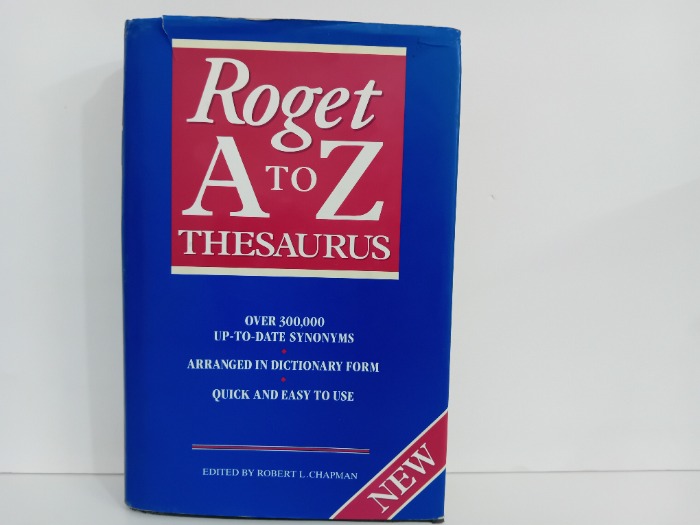 Roget
A TO Z
THESAURUS
OVER 300,000
UP-TO-DATE SYNONYMS
ARRANGED IN DICTIONARY FORM
QUICK AND EASY TO USE
EDITED BY ROBERT L. CHAPMAN
NEW